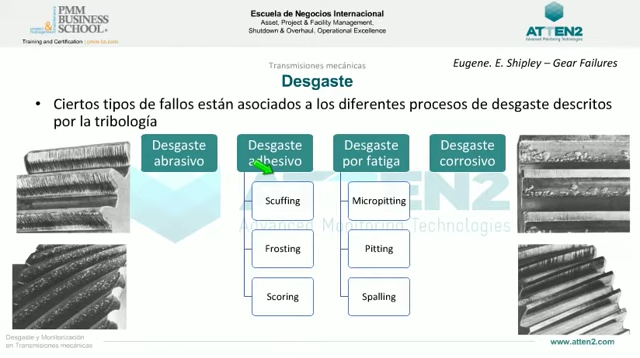 PMM
BUSINESS
SCHOOL
Training and Certification | pmm-bs.com
Escuela de Negocios Internacional
Asset, Project & Facility Management,
Shutdown & Overhaul, Operational Excellence
ATTEN2
Advanced Monitoring Technologies
Transmisiones mecánicas
Desgaste
Eugene. E. Shipley – Gear Failures
• Ciertos tipos de fallos están asociados a los diferentes procesos de desgaste descritos
por la tribología
Desgaste
abrasivo
Desgaste
adhesivo
Desgaste
por fatiga
Desgaste
corrosivo
ATTEN2
Advanced Monitoring Technologies
Scuffing
Micropitting
Frosting
Pitting
Scoring
Spalling
Desgaste y Monitorización
en Transmisiones mecánicas
www.atten2.com